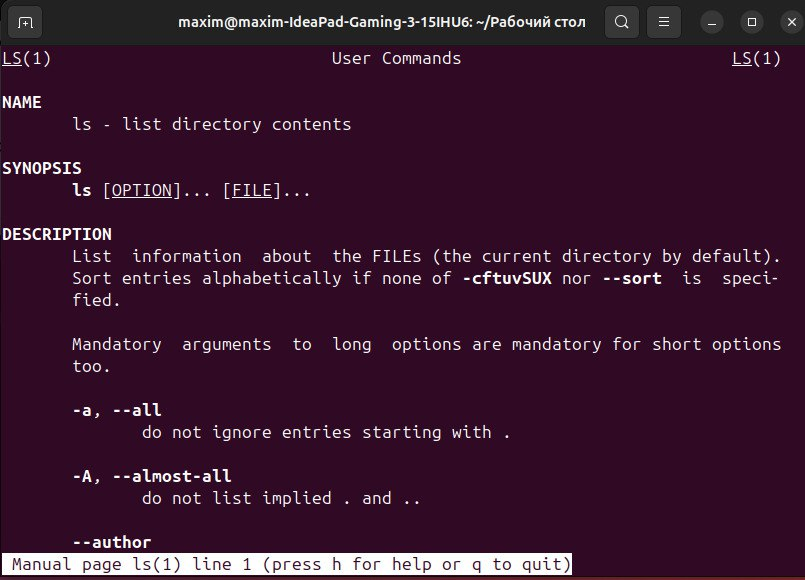 maxim@maxim-IdeaPad-Gaming-3-15IHU6: ~/Рабочий стол
LS(1) User Commands LS(1)
NAME
ls - list directory contents
SYNOPSIS
ls [OPTION]... [FILE]...
DESCRIPTION
List information about the FILEs (the current directory by default).
Sort entries alphabetically if none of -cftuvSUX nor --sort is speci-
fied.
Mandatory arguments to long options are mandatory for short options
too.
-a, --all
do not ignore entries starting with .
-A, --almost-all
do not list implied . and ..
--author
Manual page ls(1) line 1 (press h for help or q to quit)